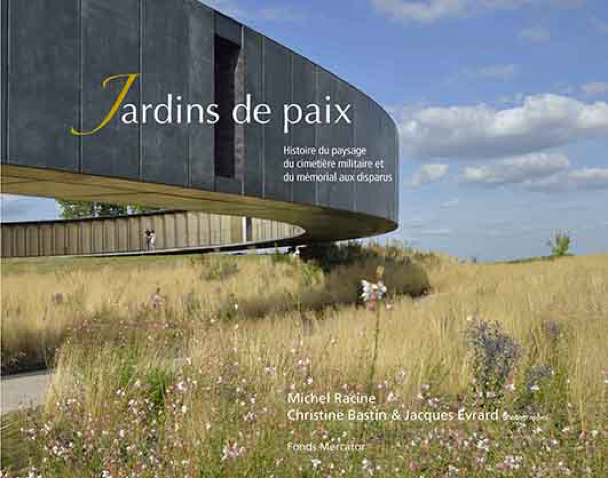 Jardins de paix
Histoire du paysage
du cimetière militaire et
du mémorial aux disparus
Michel Racine
Christine Bastin & Jacques Evrard photographes
Fonds Mercator